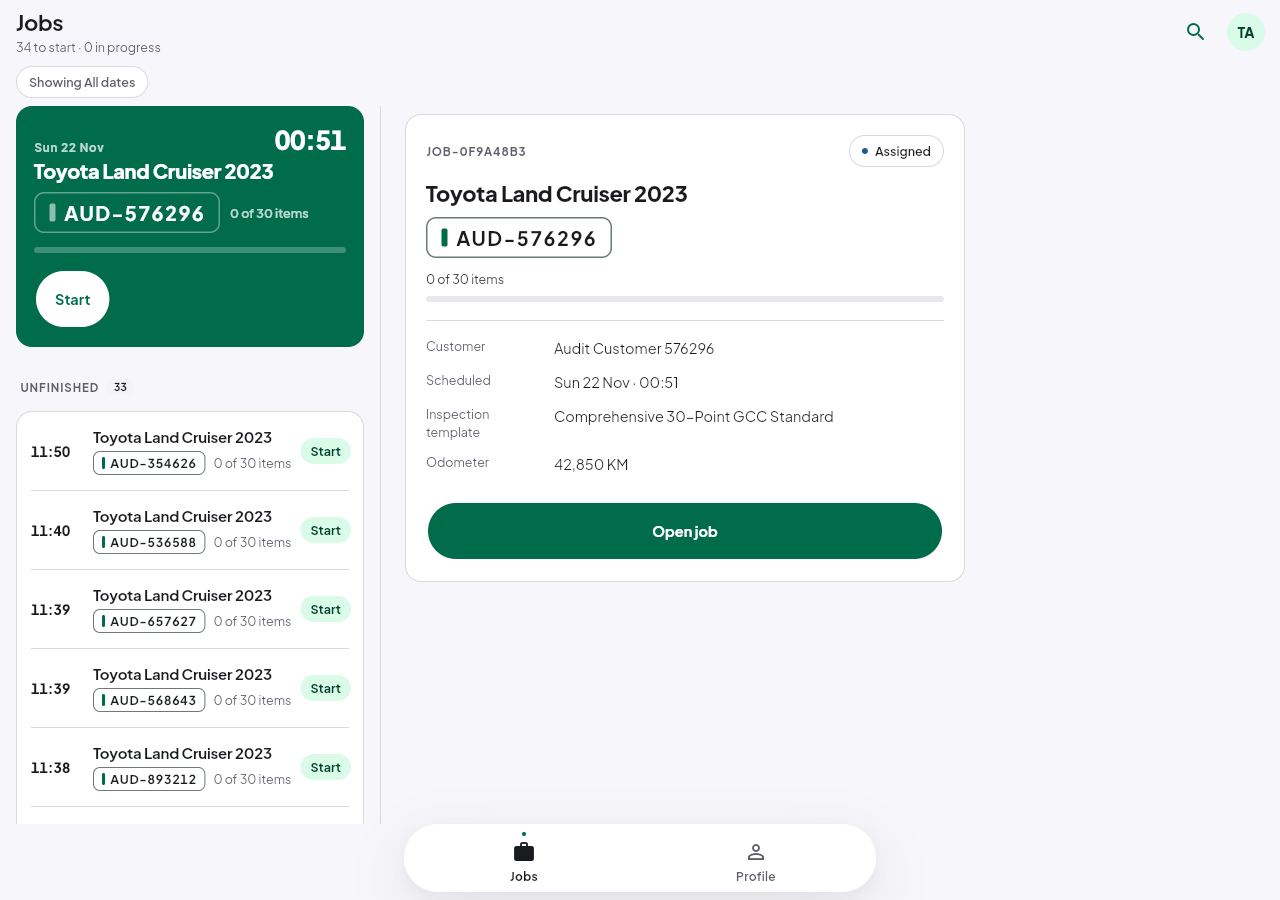 Jobs
34 to start · 0 in progress
TA
Showing All dates
Sun 22 Nov
00:51
Toyota Land Cruiser 2023
AUD-576296
0 of 30 items
Start
UNFINISHED 33
11:50
Toyota Land Cruiser 2023
AUD-354626
0 of 30 items
Start
11:40
Toyota Land Cruiser 2023
AUD-536588
0 of 30 items
Start
11:39
Toyota Land Cruiser 2023
AUD-657627
0 of 30 items
Start
11:39
Toyota Land Cruiser 2023
AUD-568643
0 of 30 items
Start
11:38
Toyota Land Cruiser 2023
AUD-893212
0 of 30 items
Start
JOB-0F9A48B3
Assigned
Toyota Land Cruiser 2023
AUD-576296
0 of 30 items
Customer
Audit Customer 576296
Scheduled
Sun 22 Nov · 00:51
Inspection template
Comprehensive 30-Point GCC Standard
Odometer
42,850 KM
Open job
Jobs
Profile